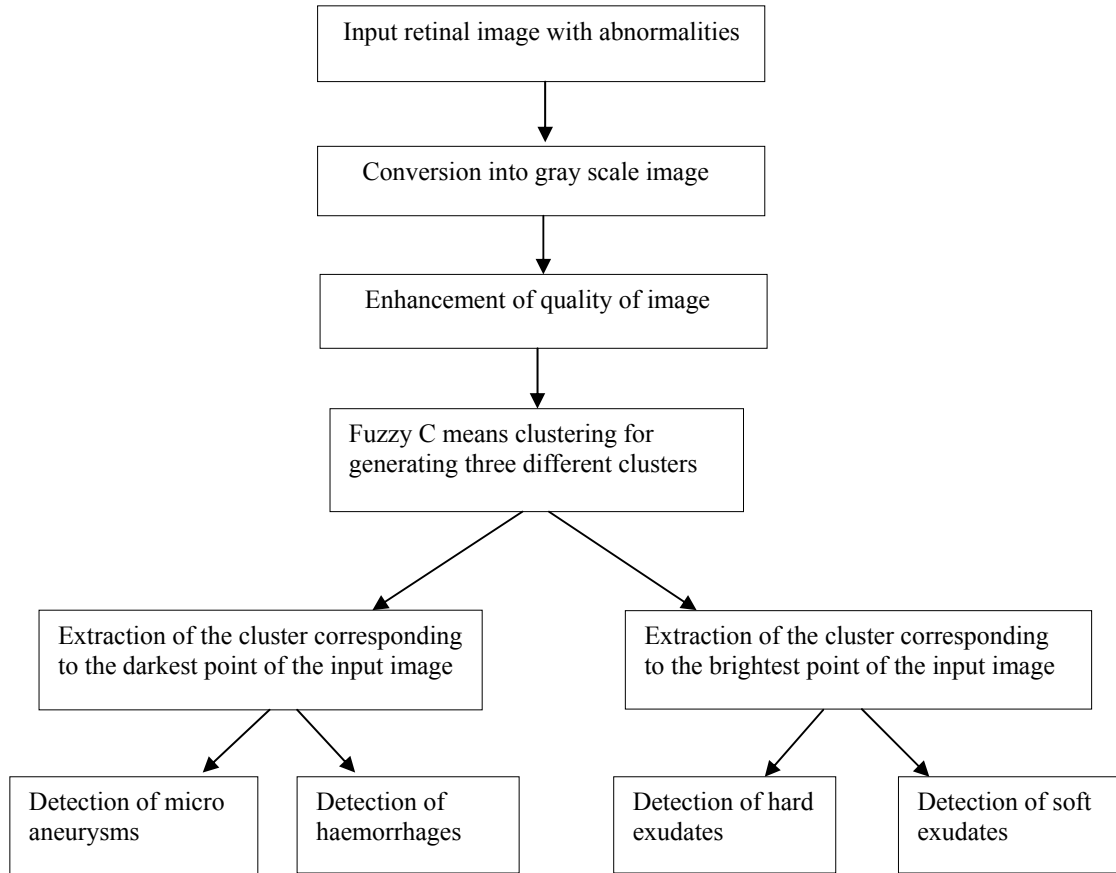 Input retinal image with abnormalities
Conversion into gray scale image
Enhancement of quality of image
Fuzzy C means clustering for
generating three different clusters
Extraction of the cluster corresponding
to the darkest point of the input image
Extraction of the cluster corresponding
to the brightest point of the input image
Detection of micro
aneurysms
Detection of
haemorrhages
Detection of hard
exudates
Detection of soft
exudates